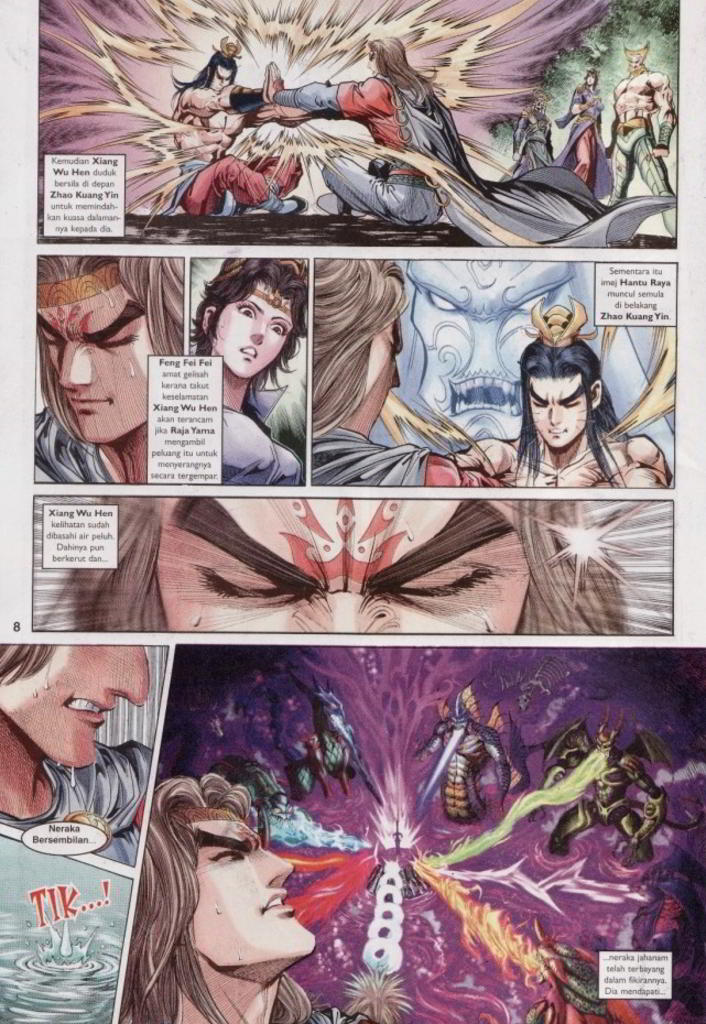 Kemudian Xiang
Wu Hen duduk
bersila di depan
Zhao Kuang Yin
untuk memindah-
kan kuasa dalaman-
nya kepada dia.
Feng Fei Fei
amat gelisah
kerana takut
keselamatan
Xiang Wu Hen
akan terancam
jika Raja Yama
mengambil
peluang itu untuk
menyerangnya
secara tergempar.
Sementara itu
imej Hantu Raya
muncul semula
di belakang
Zhao Kuang Yin.
Xiang Wu Hen
kelihatan sudah
dibasahi air peluh.
Dahinya pun
berkerut dan...
8
Neraka
Bersembilan...
TIK...!
...neraka jahanam
telah terbayang
dalam fikirannya.
Dia mendapati...